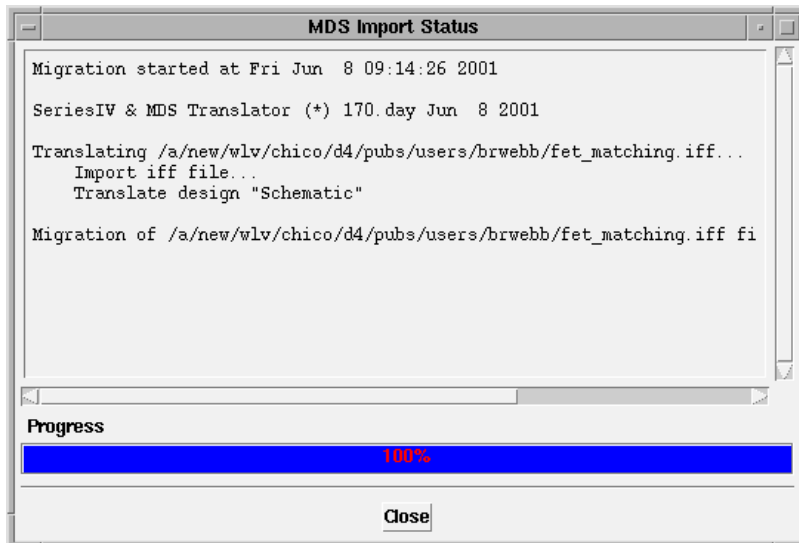 MDS Import Status
Migration started at Fri Jun  8 09:14:26 2001
SeriesIV & MDS Translator (*) 170.day Jun  8 2001
Translating /a/new/wlv/chico/d4/pubs/users/brwebb/fet_matching.iff...
Import iff file...
Translate design "Schematic"
Migration of /a/new/wlv/chico/d4/pubs/users/brwebb/fet_matching.iff fi
Progress
100%
Close